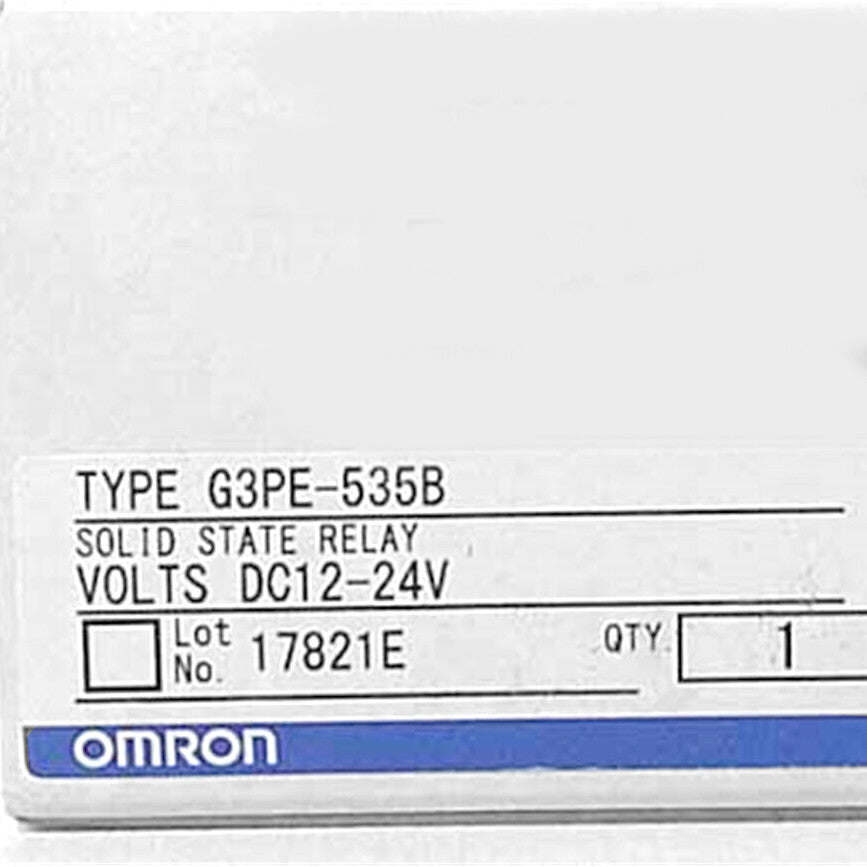 TYPE G3PE-535B
SOLID STATE RELAY
VOLTS DC12-24V
Lot No. 17821E QTY. 1
OMRON